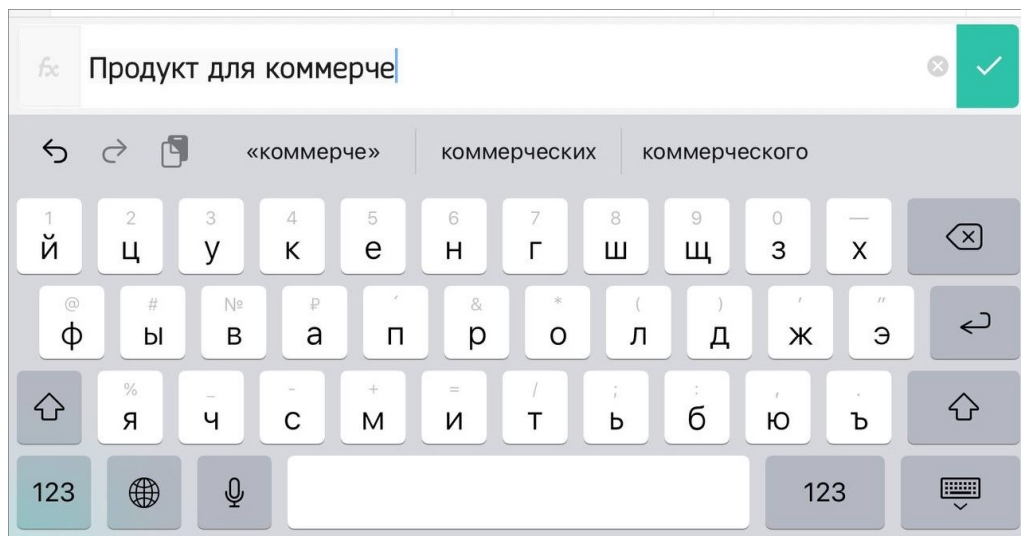 fx Продукт для коммерче
«коммерче» коммерческих коммерческого
1 2 3 4 5 6 7 8 9 0 —
й ц у к е н г ш щ з х
@ # № ₽ ´ & * ( ) ' "
ф ы в а п р о л д ж э
% _ - + = / ; : , .
я ч с м и т ь б ю ъ
123 123